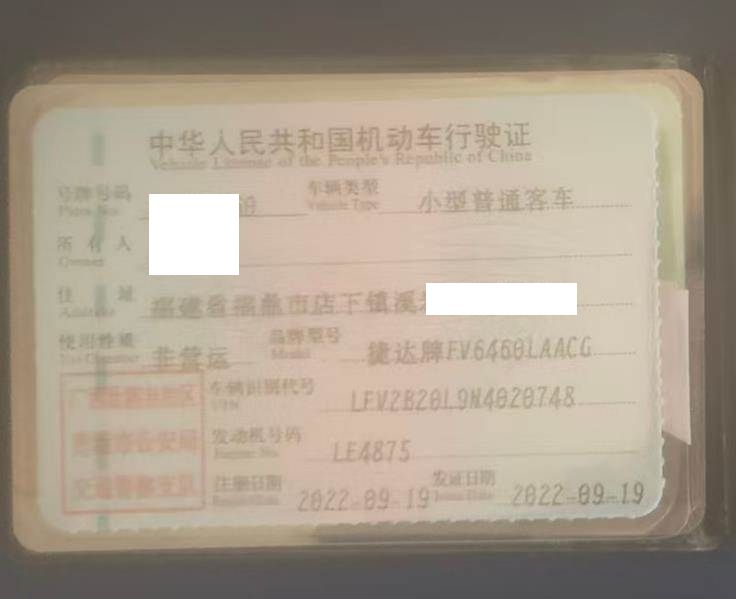 中华人民共和国机动车行驶证
Vehicle License of the People's Republic of China
号牌号码 车辆类型 小型普通客车
Plate No. Vehicle Type
所有人
Owner
住址 福建省福鼎市店下镇溪
Address
使用性质 非营运 品牌型号 捷达牌FV6460LAACG
Use Character Model
车辆识别代号 LFV2B20L9N4020748
VIN
发动机号码 LE4875
Engine No.
注册日期 2022-09-19 发证日期 2022-09-19
Issue Date
交通警察支队